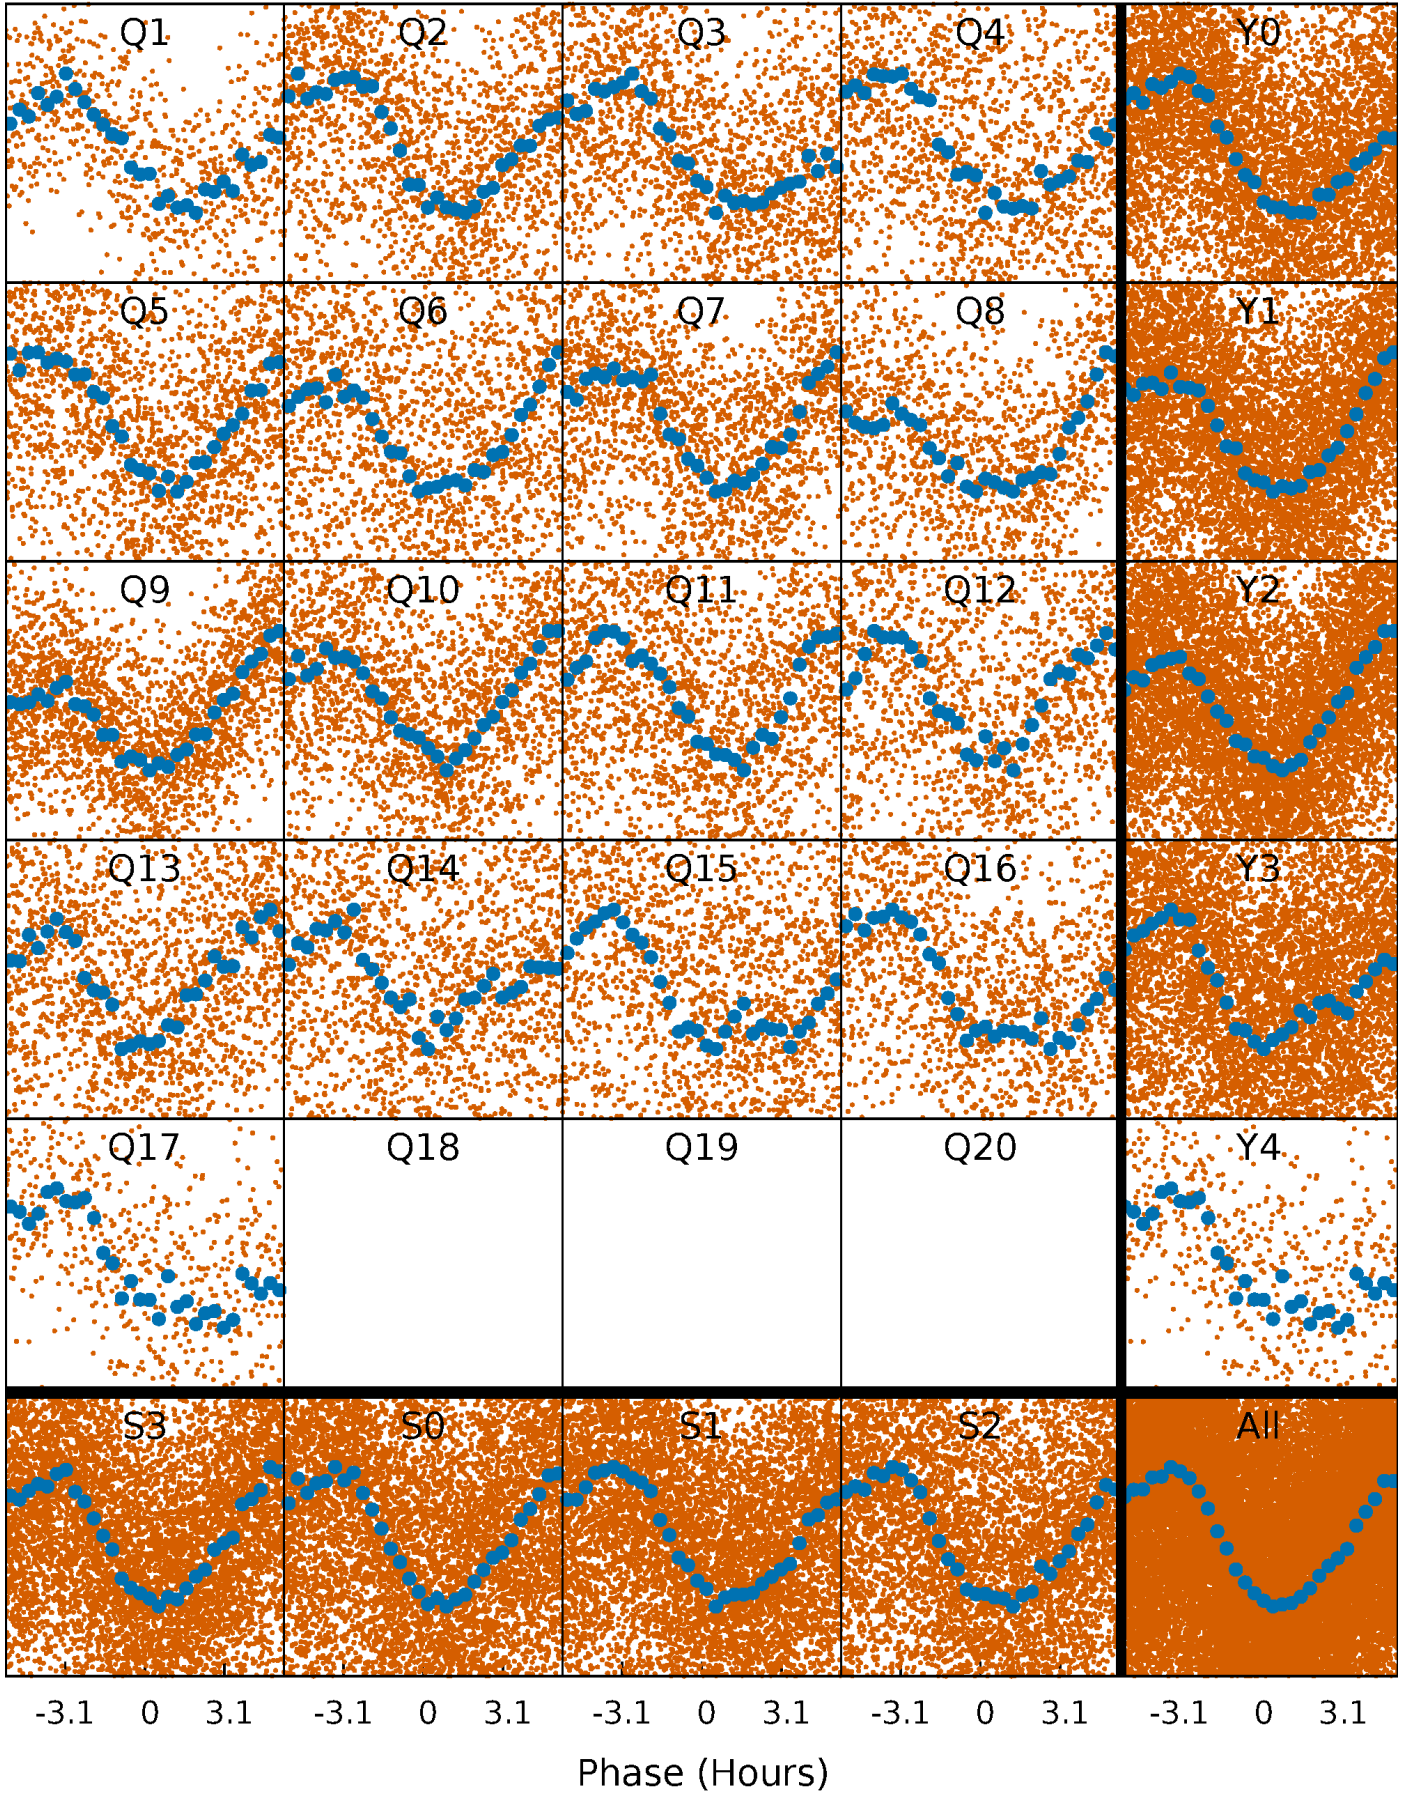 Q1 Q2 Q3 Q4 Y0
Q5 Q6 Q7 Q8 Y1
Q9 Q10 Q11 Q12 Y2
Q13 Q14 Q15 Q16 Y3
Q17 Q18 Q19 Q20 Y4
S3 S0 S1 S2 All
-3.1 0 3.1 -3.1 0 3.1 -3.1 0 3.1 -3.1 0 3.1 -3.1 0 3.1
Phase (Hours)